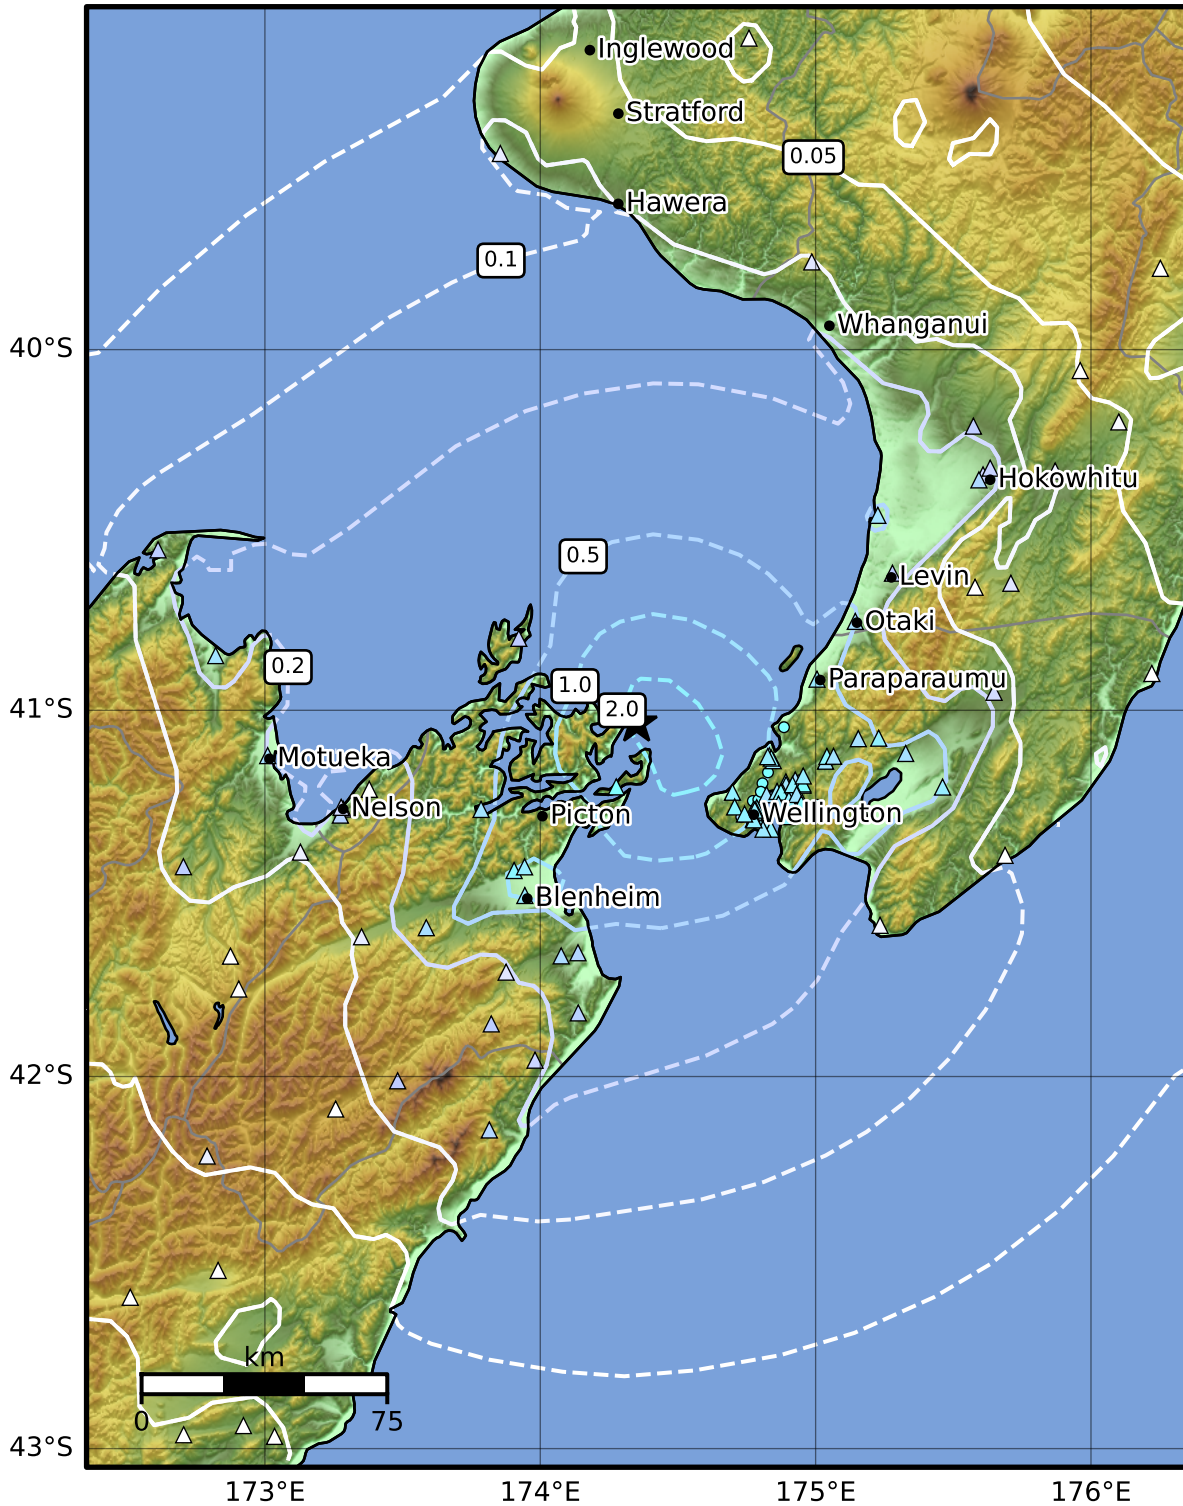 Inglewood
Stratford
0.05
Hawera
0.1
Whanganui
40°S
Hokowhitu
0.5
Levin
Otaki
0.2
Paraparaumu
1.0
2.0
41°S
Motueka
Nelson
Picton
Wellington
Blenheim
42°S
km
0 75
43°S
173°E 174°E 175°E 176°E